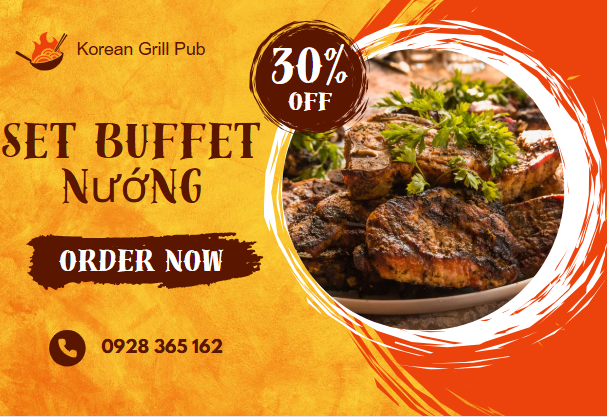 Korean Grill Pub
30%
OFF
SET BUFFET
NướNG
ORDER NOW
0928 365 162